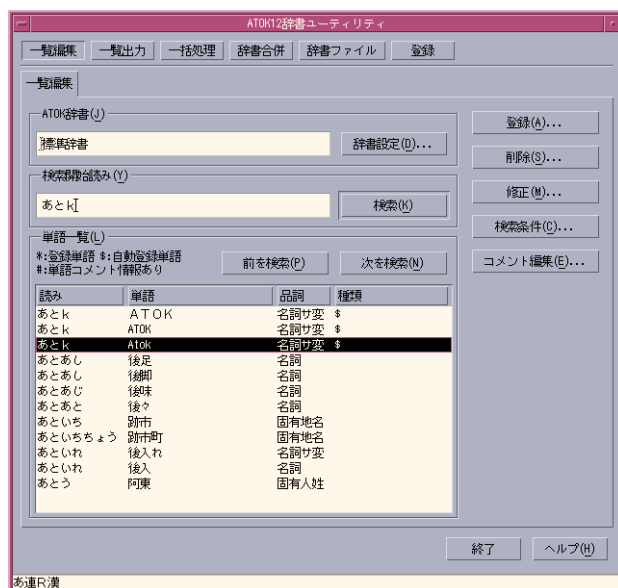 ATOK12辞書ユーティリティ
一覧編集 一覧出力 一括処理 辞書合併 辞書ファイル 登録
一覧編集
ATOK辞書(J)
標準辞書 辞書設定(D)...
検索開始読み(Y)
あとk 検索(K)
単語一覧(L)
*:登録単語 $:自動登録単語
#:単語コメント情報あり
前を検索(P) 次を検索(N)
読み 単語 品詞 種類
あとk ATOK 名詞サ変 $
あとk ATOK 名詞サ変 $
あとk Atok 名詞サ変 $
あとあし 後足 名詞
あとあし 後脚 名詞
あとあじ 後味 名詞
あとあと 後々 名詞
あといち 跡市 固有地名
あといちちょう 跡市町 固有地名
あといれ 後入れ 名詞サ変
あといれ 後入 名詞
あとう 阿東 固有人姓
登録(A)...
削除(S)...
修正(M)...
検索条件(C)...
コメント編集(E)...
終了 ヘルプ(H)
あ連R漢